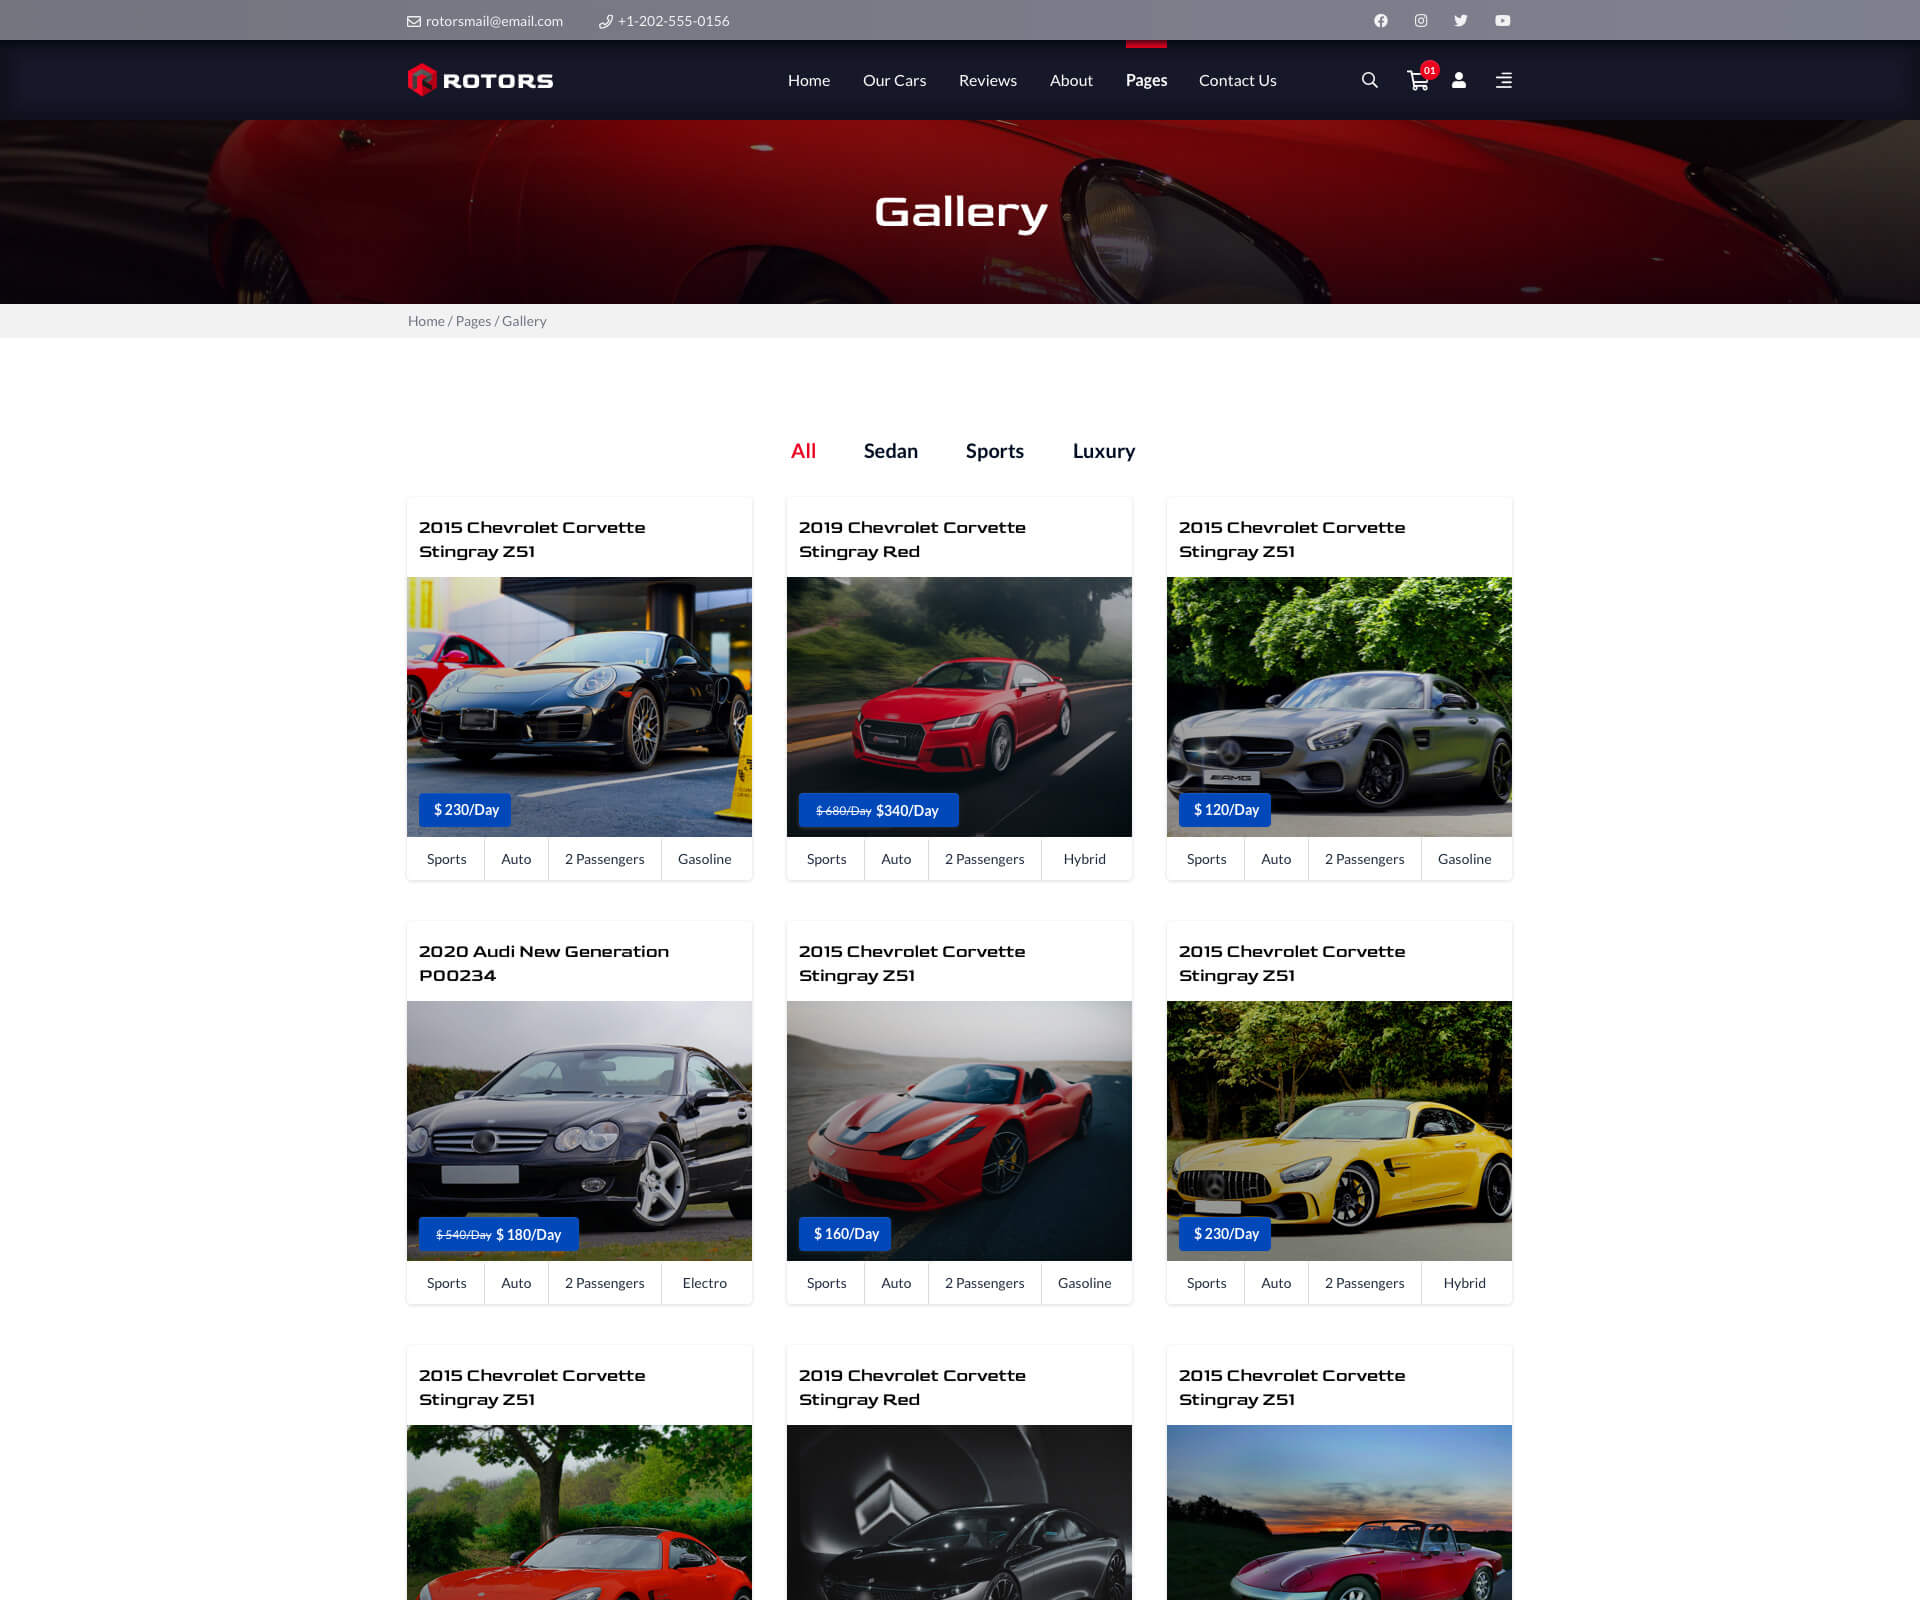 rotorsmail@email.com +1-202-555-0156
ROTORS Home Our Cars Reviews About Pages Contact Us 01
Gallery
Home / Pages / Gallery
All Sedan Sports Luxury
2015 Chevrolet Corvette
Stingray Z51
$ 230/Day
Sports Auto 2 Passengers Gasoline
2019 Chevrolet Corvette
Stingray Red
$ 680/Day $340/Day
Sports Auto 2 Passengers Hybrid
2015 Chevrolet Corvette
Stingray Z51
AMG
$ 120/Day
Sports Auto 2 Passengers Gasoline
2020 Audi New Generation
P00234
$ 540/Day $ 180/Day
Sports Auto 2 Passengers Electro
2015 Chevrolet Corvette
Stingray Z51
$ 160/Day
Sports Auto 2 Passengers Gasoline
2015 Chevrolet Corvette
Stingray Z51
$ 230/Day
Sports Auto 2 Passengers Hybrid
2015 Chevrolet Corvette
Stingray Z51
2019 Chevrolet Corvette
Stingray Red
2015 Chevrolet Corvette
Stingray Z51